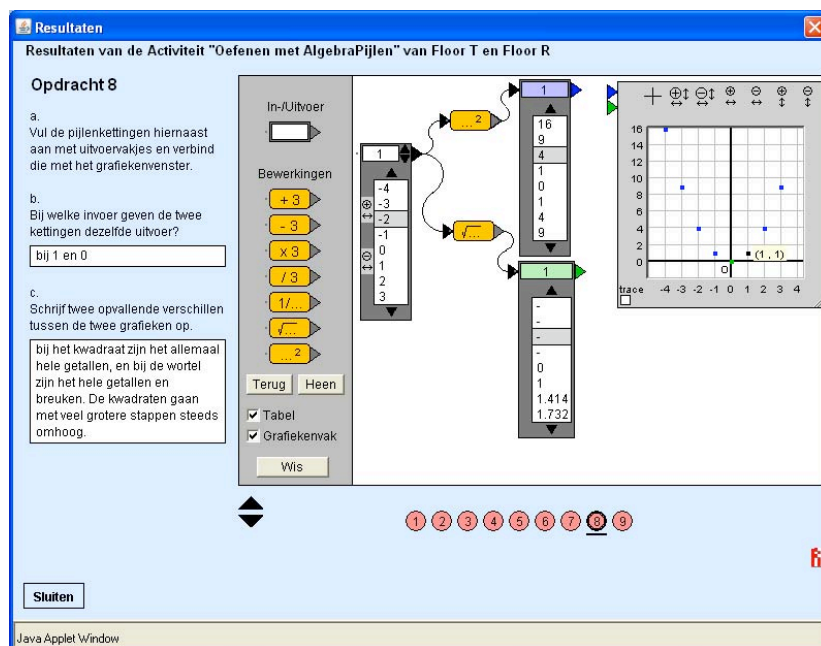 Resultaten
Resultaten van de Activiteit "Oefenen met AlgebraPijlen" van Floor T en Floor R
Opdracht 8
a.
Vul de pijlenkettingen hiernaast
aan met uitvoervakjes en verbind
die met het grafiekenvenster.
b.
Bij welke invoer geven de twee
kettingen dezelfde uitvoer?
bij 1 en 0
c.
Schrijf twee opvallende verschillen
tussen de twee grafieken op.
bij het kwadraat zijn het allemaal
hele getallen, en bij de wortel
zijn het hele getallen en
breuken. De kwadraten gaan
met veel grotere stappen steeds
omhoog.
In-/Uitvoer
Bewerkingen
+ 3
- 3
x 3
/ 3
1/...
√...
... ²
Terug
Heen
Tabel
Grafiekenvak
Wis
1
-4
-3
-2
-1
0
1
2
3
... ²
√...
1
16
9
4
1
0
1
4
9
1
-
-
-
-
0
1
1.414
1.732
16
14
12
10
8
6
4
2
0
(1 , 1)
O
trace
-4 -3 -2 -1 0 1 2 3 4
1 2 3 4 5 6 7 8 9
Sluiten
Java Applet Window